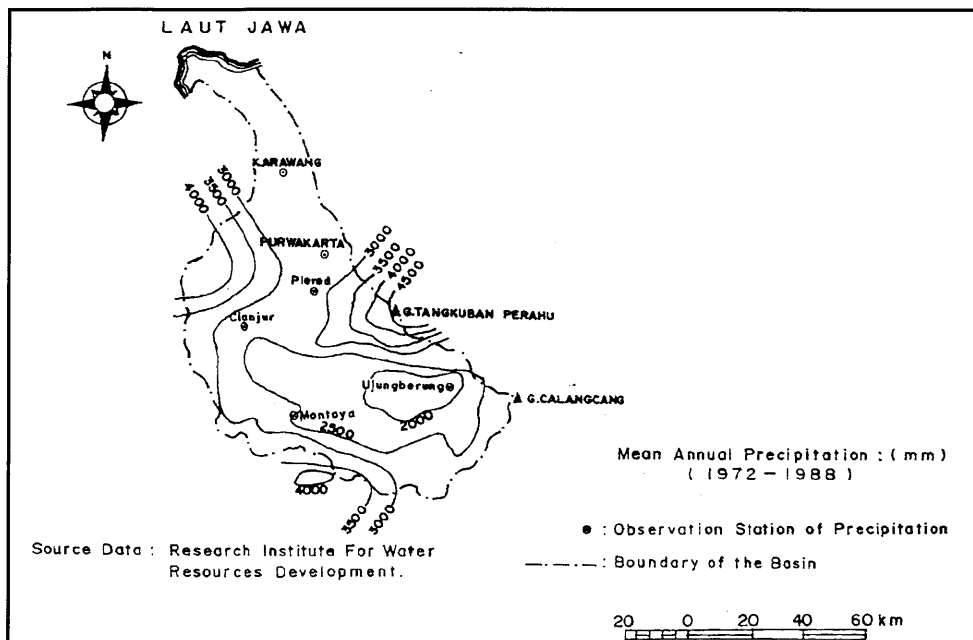 LAUT JAWA
N
KARAWANG
3000
3500
4000
PURWAKARTA
3000
3500
4000
4500
Plered
G.TANGKUBAN PERAHU
Cianjur
Ujungberung
G.CALANGCANG
2000
Montaya
2500
4000
3500
3000
Mean Annual Precipitation : (mm)
( 1972 - 1988 )
: Observation Station of Precipitation
: Boundary of the Basin
Source Data : Research Institute For Water
Resources Development.
20 0 20 40 60 km